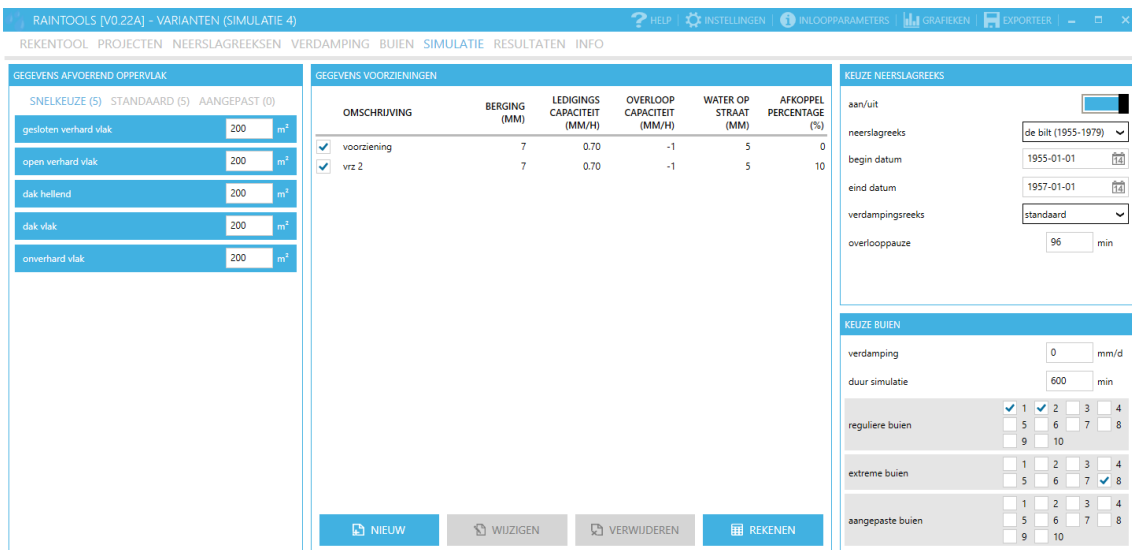 RAINTOOLS [V0.22A] - VARIANTEN (SIMULATIE 4)
HELP | INSTELLINGEN | INLOOPPARAMETERS | GRAFIEKEN | EXPORTEER
REKENTOOL PROJECTEN NEERSLAGREEKSEN VERDAMPING BUIEN SIMULATIE RESULTATEN INFO
GEGEVENS AFVOEREND OPPERVLAK
SNELKEUZE (5) STANDAARD (5) AANGEPAST (0)
gesloten verhard vlak 200 m²
open verhard vlak 200 m²
dak hellend 200 m²
dak vlak 200 m²
onverhard vlak 200 m²
GEGEVENS VOORZIENINGEN
OMSCHRIJVING
BERGING
(MM)
LEDIGINGS
CAPACITEIT
(MM/H)
OVERLOOP
CAPACITEIT
(MM/H)
WATER OP
STRAAT
(MM)
AFKOPPEL
PERCENTAGE
(%)
voorziening 7 0.70 -1 5 0
vrz 2 7 0.70 -1 5 10
NIEUW WIJZIGEN VERWIJDEREN REKENEN
KEUZE NEERSLAGREEKS
aan/uit
neerslagreeks de bilt (1955-1979)
begin datum 1955-01-01 14
eind datum 1957-01-01 14
verdampingsreeks standaard
overlooppauze 96 min
KEUZE BUIEN
verdamping 0 mm/d
duur simulatie 600 min
reguliere buien
1 2 3 4
5 6 7 8
9 10
extreme buien
1 2 3 4
5 6 7 8
aangepaste buien
1 2 3 4
5 6 7 8
9 10